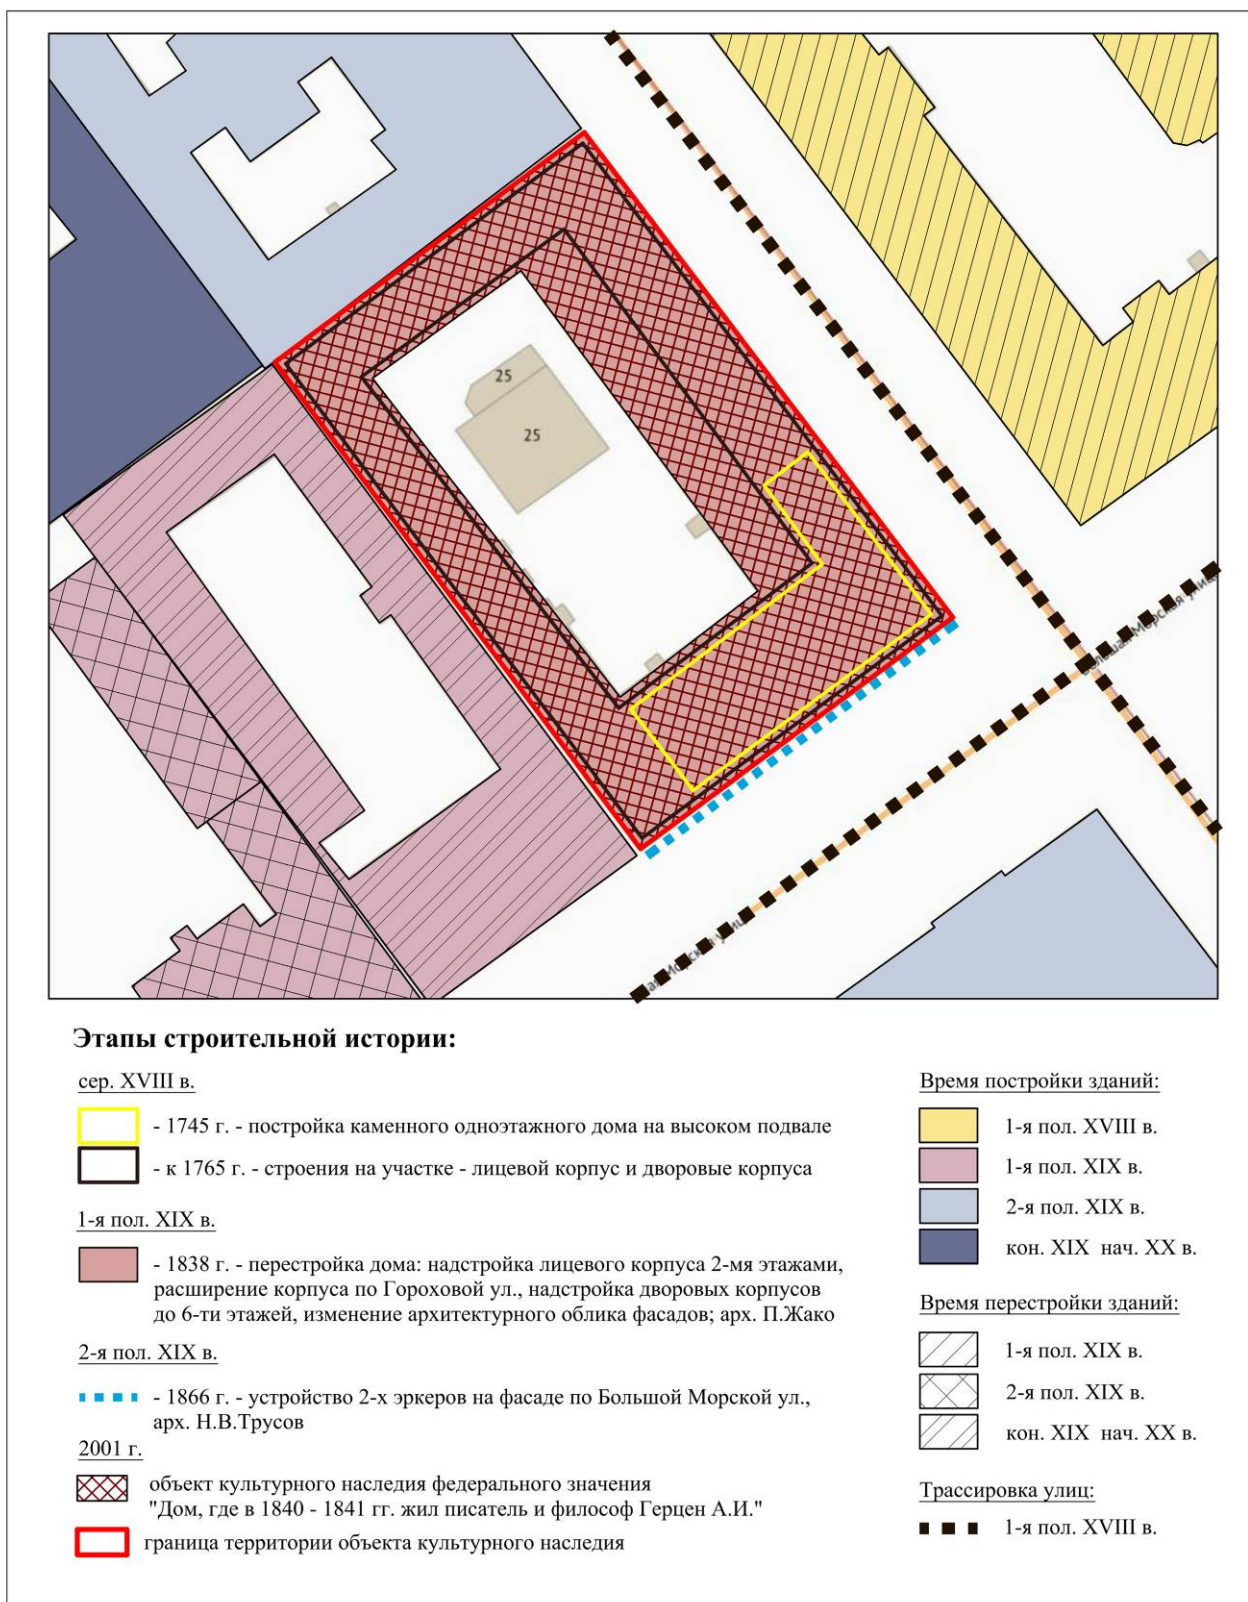 25
25
Большая Морская улица
ая Морская улица
Этапы строительной истории:
сер. XVIII в.
- 1745 г. - постройка каменного одноэтажного дома на высоком подвале
- к 1765 г. - строения на участке - лицевой корпус и дворовые корпуса
1-я пол. XIX в.
- 1838 г. - перестройка дома: надстройка лицевого корпуса 2-мя этажами,
расширение корпуса по Гороховой ул., надстройка дворовых корпусов
до 6-ти этажей, изменение архитектурного облика фасадов; арх. П.Жако
2-я пол. XIX в.
- 1866 г. - устройство 2-х эркеров на фасаде по Большой Морской ул.,
арх. Н.В.Трусов
2001 г.
объект культурного наследия федерального значения
"Дом, где в 1840 - 1841 гг. жил писатель и философ Герцен А.И."
граница территории объекта культурного наследия
Время постройки зданий:
1-я пол. XVIII в.
1-я пол. XIX в.
2-я пол. XIX в.
кон. XIX нач. XX в.
Время перестройки зданий:
1-я пол. XIX в.
2-я пол. XIX в.
кон. XIX нач. XX в.
Трассировка улиц:
1-я пол. XVIII в.